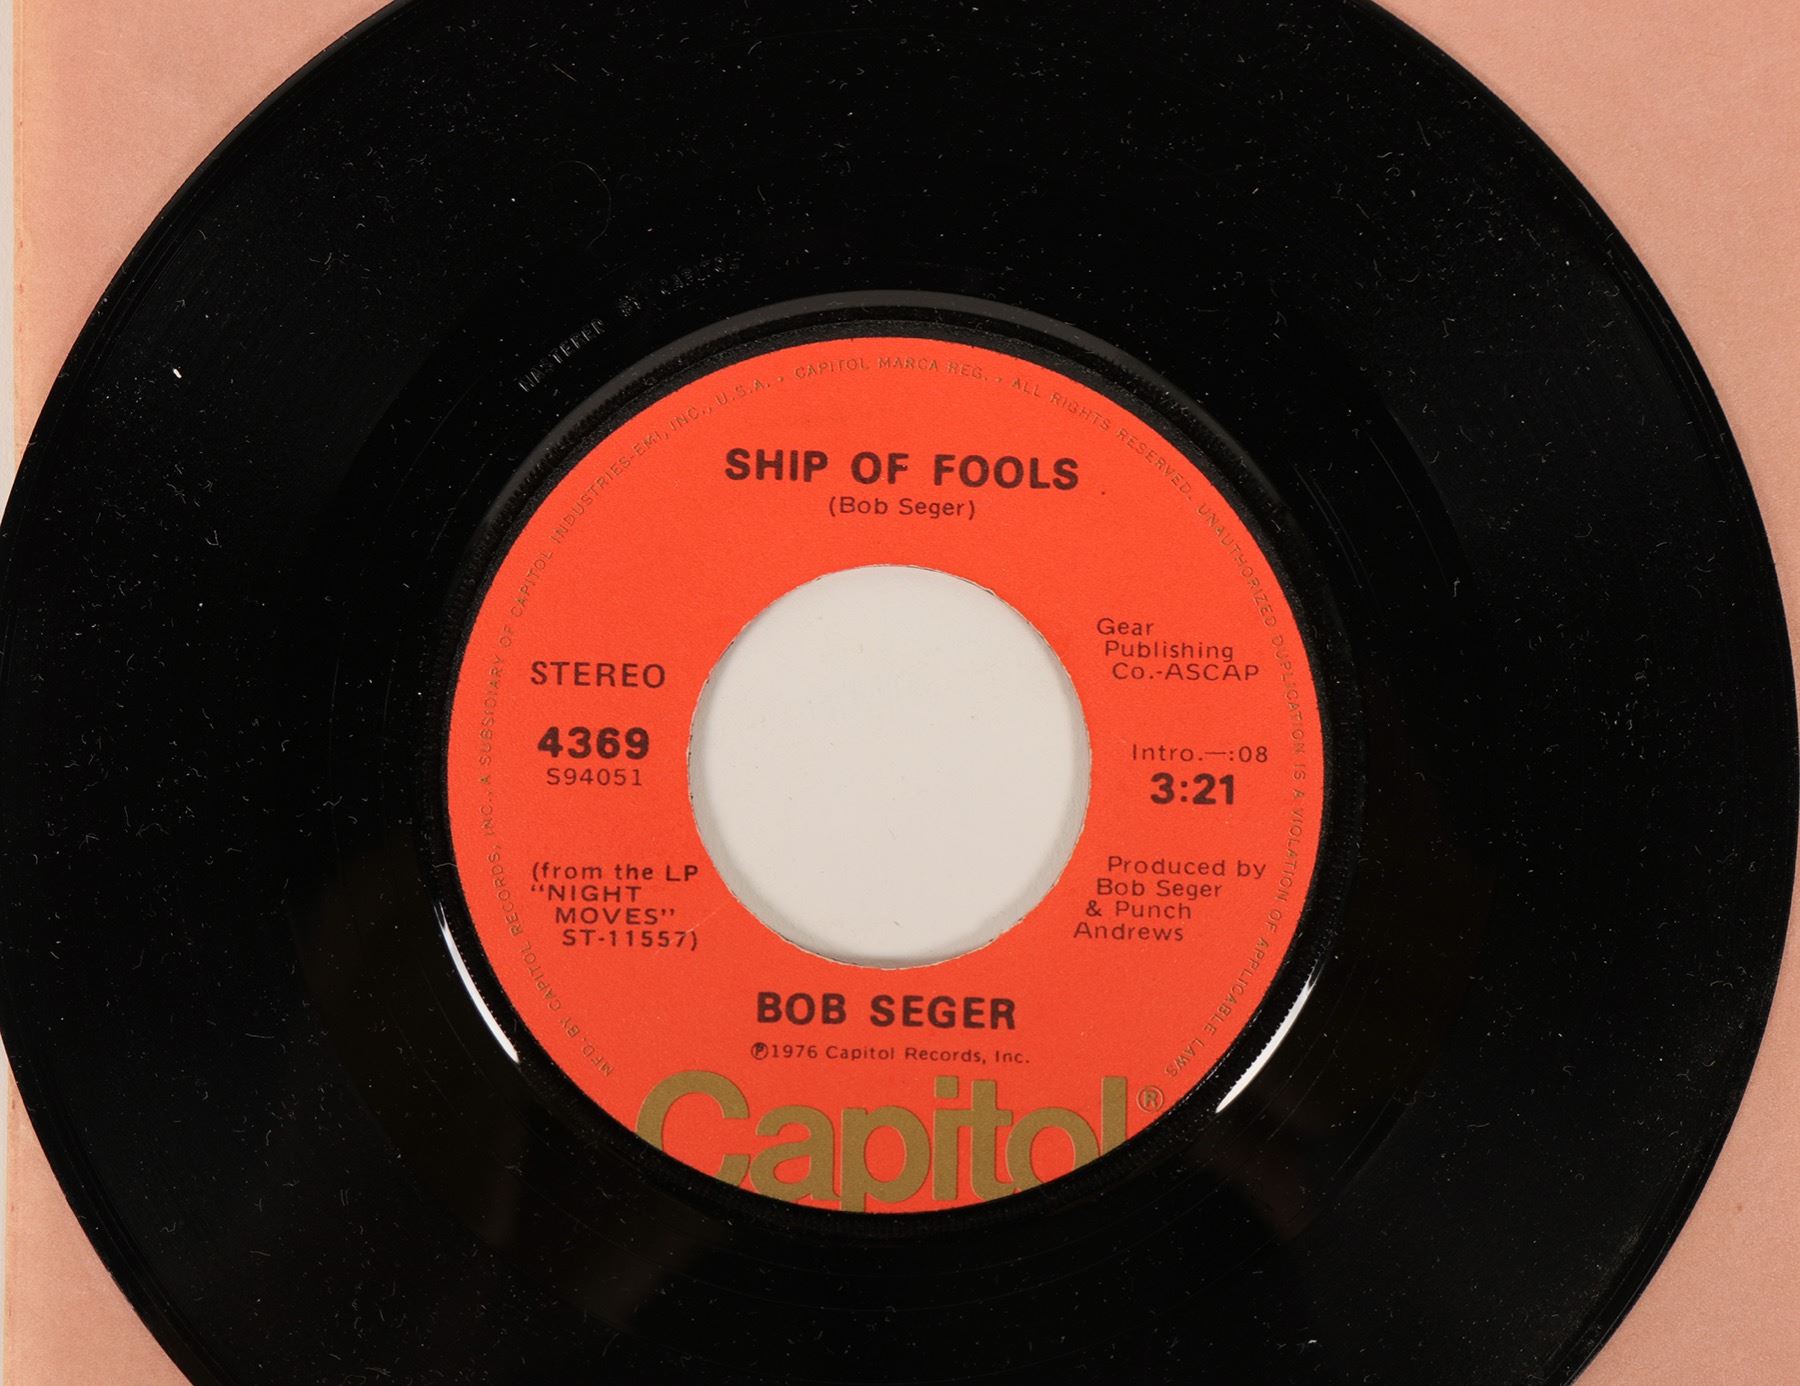 MASTERED BY CAPITOL
MFD. BY CAPITOL RECORDS, INC., A SUBSIDIARY OF CAPITOL INDUSTRIES-EMI, INC., U.S.A. • CAPITOL MARCA REG. • ALL RIGHTS RESERVED. UNAUTHORIZED DUPLICATION IS A VIOLATION OF APPLICABLE LAWS
SHIP OF FOOLS
(Bob Seger)
STEREO
4369
S94051
(from the LP
"NIGHT
MOVES"
ST-11557)
Gear
Publishing
Co.-ASCAP
Intro.—:08
3:21
Produced by
Bob Seger
& Punch
Andrews
BOB SEGER
℗1976 Capitol Records, Inc.
Capitol®